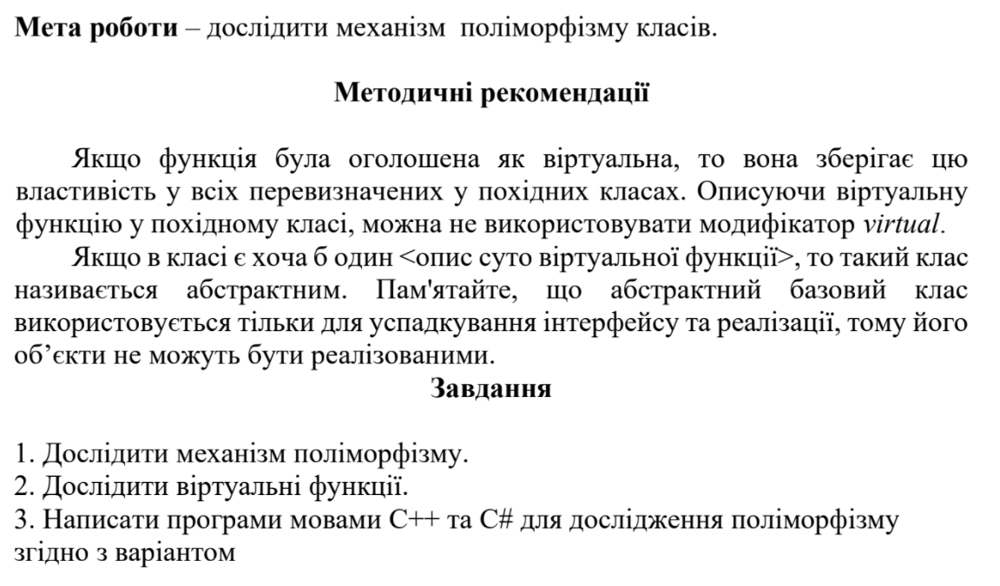 Мета роботи – дослідити механізм поліморфізму класів.
Методичні рекомендації
Якщо функція була оголошена як віртуальна, то вона зберігає цю
властивість у всіх перевизначених у похідних класах. Описуючи віртуальну
функцію у похідному класі, можна не використовувати модифікатор virtual.
Якщо в класі є хоча б один <опис суто віртуальної функції>, то такий клас
називається абстрактним. Пам'ятайте, що абстрактний базовий клас
використовується тільки для успадкування інтерфейсу та реалізації, тому його
об’єкти не можуть бути реалізованими.
Завдання
1. Дослідити механізм поліморфізму.
2. Дослідити віртуальні функції.
3. Написати програми мовами C++ та C# для дослідження поліморфізму
згідно з варіантом